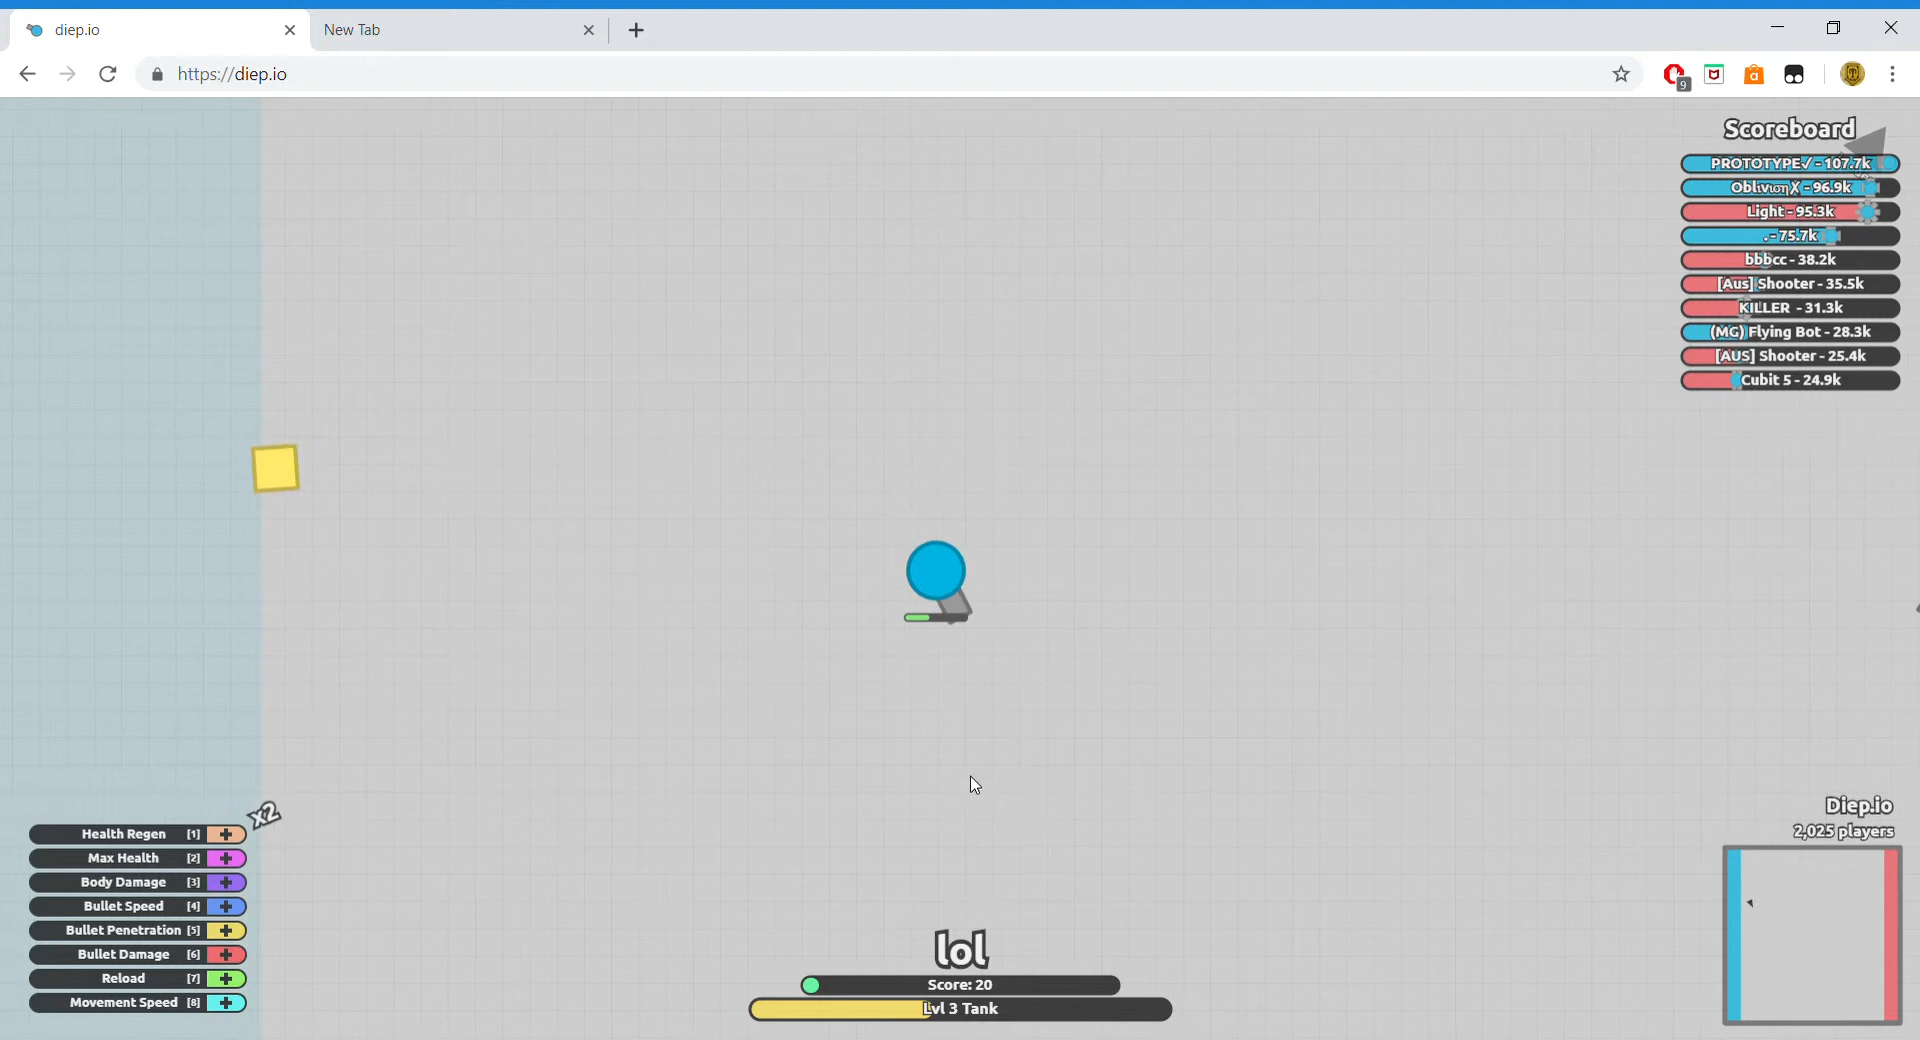 diep.io
New Tab
https://diep.io
9
Scoreboard
PROTOTYPE✓ - 107.7k
ObƖινιση X - 96.9k
Light - 95.3k
. - 75.7k
bbbcc - 38.2k
[Aus] Shooter - 35.5k
KILLER - 31.3k
(MG) Flying Bot - 28.3k
[AUS] Shooter - 25.4k
Cubit 5 - 24.9k
x2
Health Regen [1]
Max Health [2]
Body Damage [3]
Bullet Speed [4]
Bullet Penetration [5]
Bullet Damage [6]
Reload [7]
Movement Speed [8]
lol
Score: 20
Lvl 3 Tank
Diep.io
2,025 players